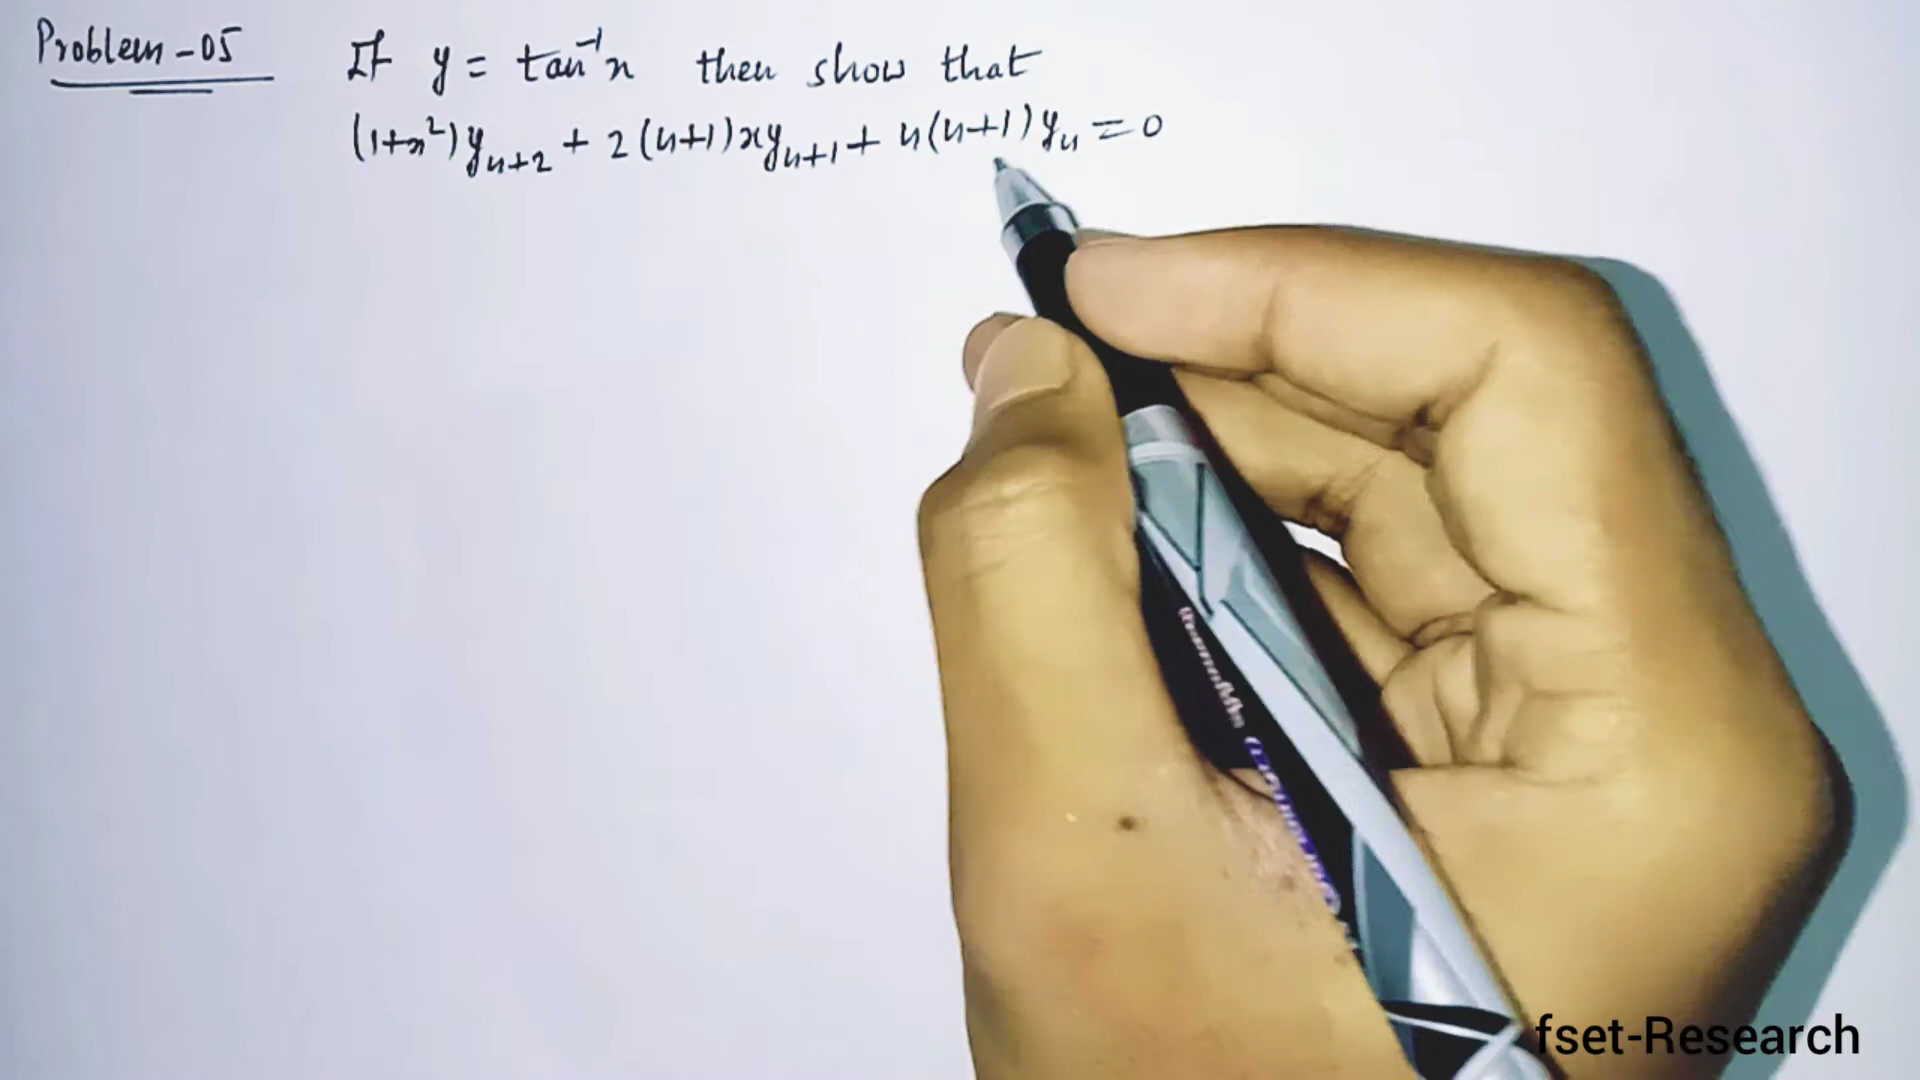 Problem-05 If y = tan⁻¹x then show that
(1+x²)yₙ₊₂ + 2(n+1)xyₙ₊₁ + n(n+1)yₙ = 0
fset-Research